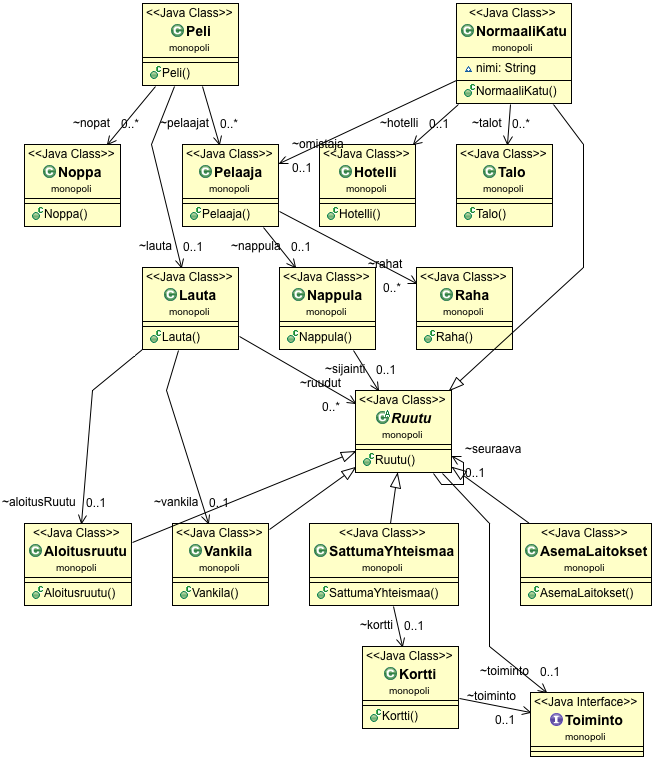 <<Java Class>>
Peli
monopoli
Peli()
<<Java Class>>
NormaaliKatu
monopoli
nimi: String
NormaaliKatu()
~nopat 0..*
~pelaajat 0..*
~omistaja
0..1
~hotelli 0..1
~talot 0..*
<<Java Class>>
Noppa
monopoli
Noppa()
<<Java Class>>
Pelaaja
monopoli
Pelaaja()
<<Java Class>>
Hotelli
monopoli
Hotelli()
<<Java Class>>
Talo
monopoli
Talo()
~lauta 0..1
~nappula 0..1
~rahat
0..*
<<Java Class>>
Lauta
monopoli
Lauta()
<<Java Class>>
Nappula
monopoli
Nappula()
<<Java Class>>
Raha
monopoli
Raha()
~sijainti 0..1
~ruudut
0..*
<<Java Class>>
Ruutu
monopoli
Ruutu()
~seuraava
0..1
~aloitusRuutu 0..1
~vankila 0..1
<<Java Class>>
Aloitusruutu
monopoli
Aloitusruutu()
<<Java Class>>
Vankila
monopoli
Vankila()
<<Java Class>>
SattumaYhteismaa
monopoli
SattumaYhteismaa()
<<Java Class>>
AsemaLaitokset
monopoli
AsemaLaitokset()
~kortti 0..1
<<Java Class>>
Kortti
monopoli
Kortti()
~toiminto 0..1
~toiminto
0..1
<<Java Interface>>
Toiminto
monopoli